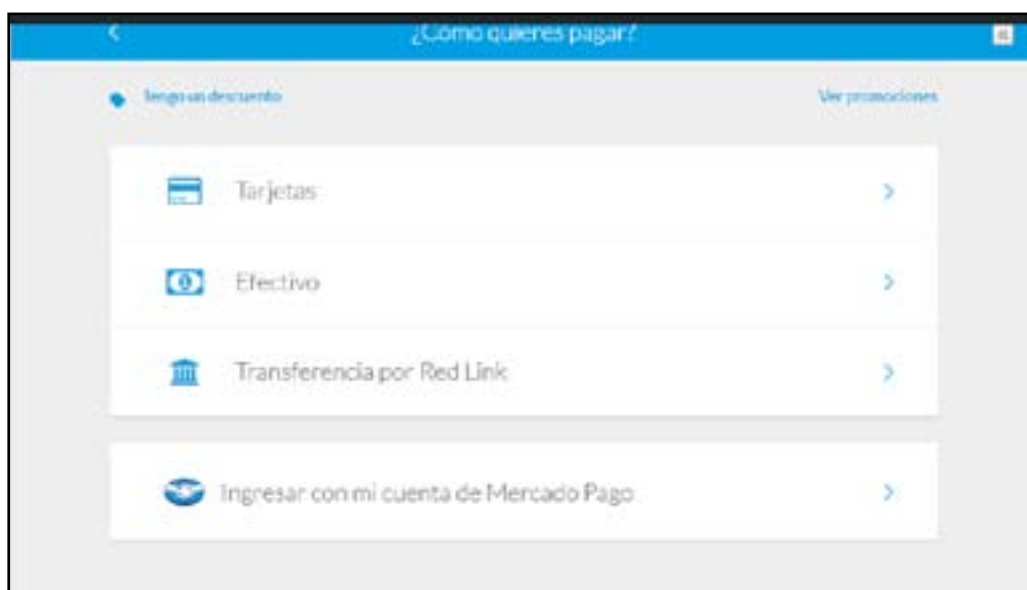 ¿Cómo quieres pagar?
Tengo un descuento
Ver promociones
Tarjetas
Efectivo
Transferencia por Red Link
Ingresar con mi cuenta de Mercado Pago